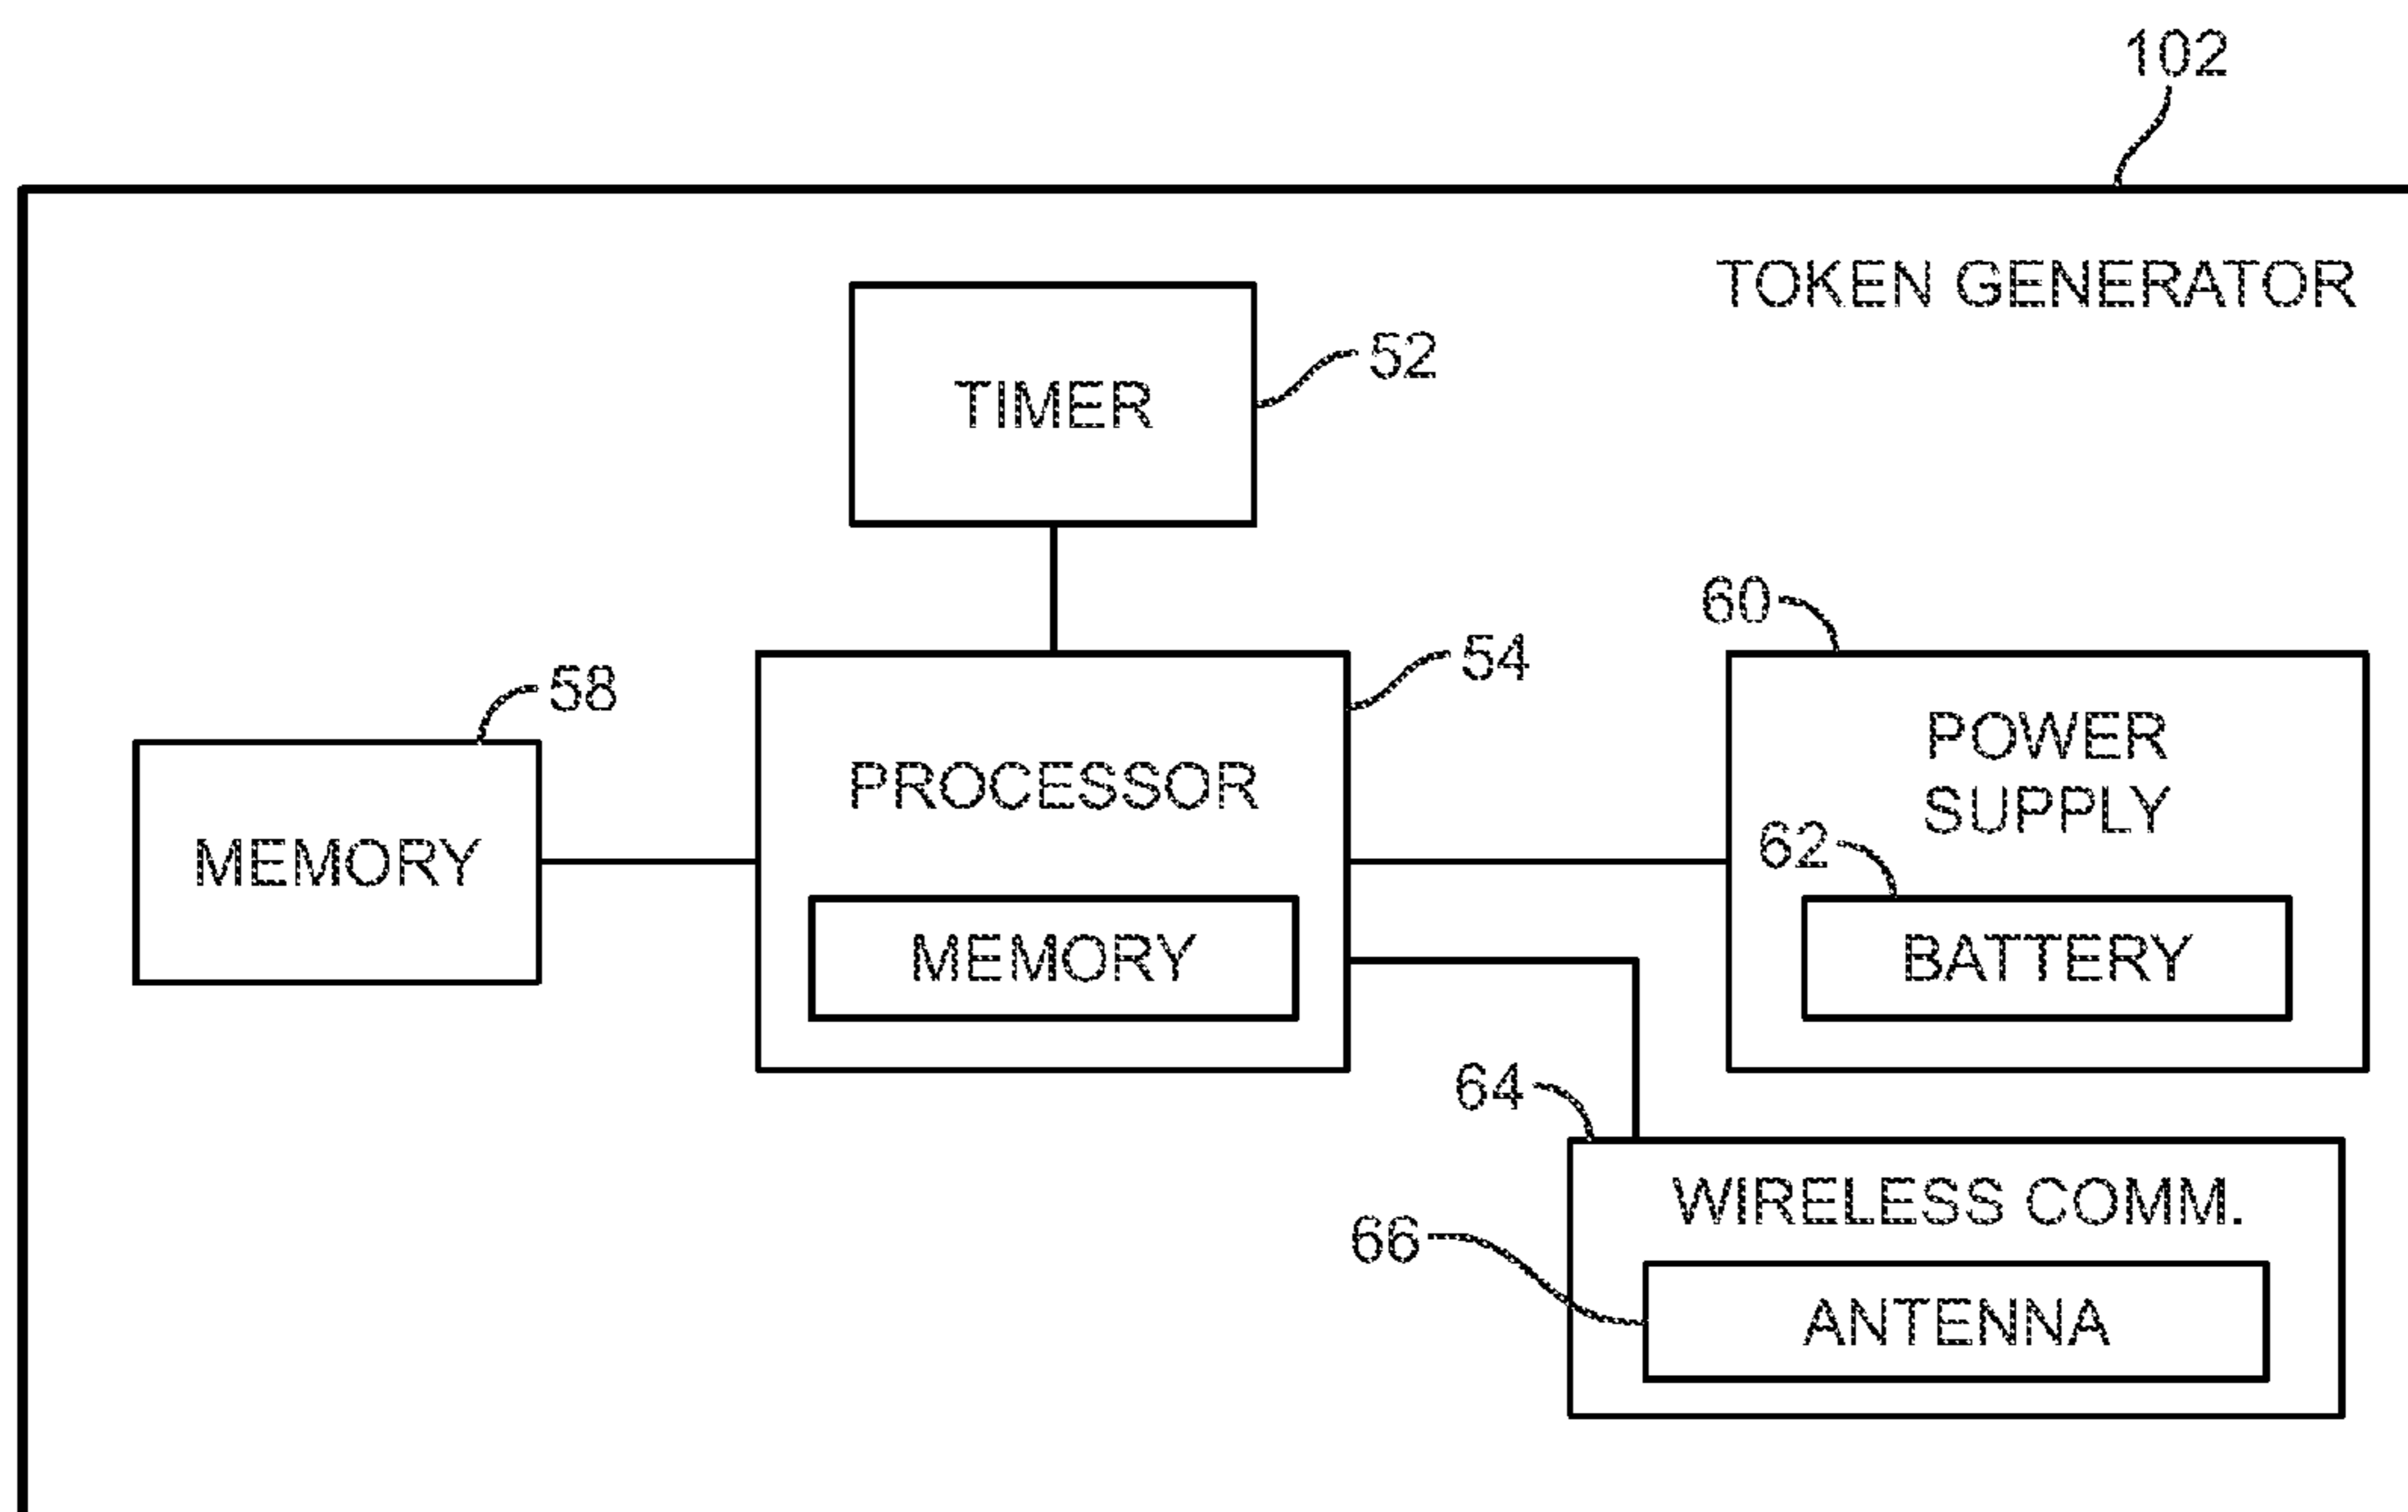 102
TOKEN GENERATOR
TIMER
52
60
54
58
POWER
SUPPLY
PROCESSOR
62
MEMORY
MEMORY
BATTERY
64
WIRELESS COMM.
66
ANTENNA